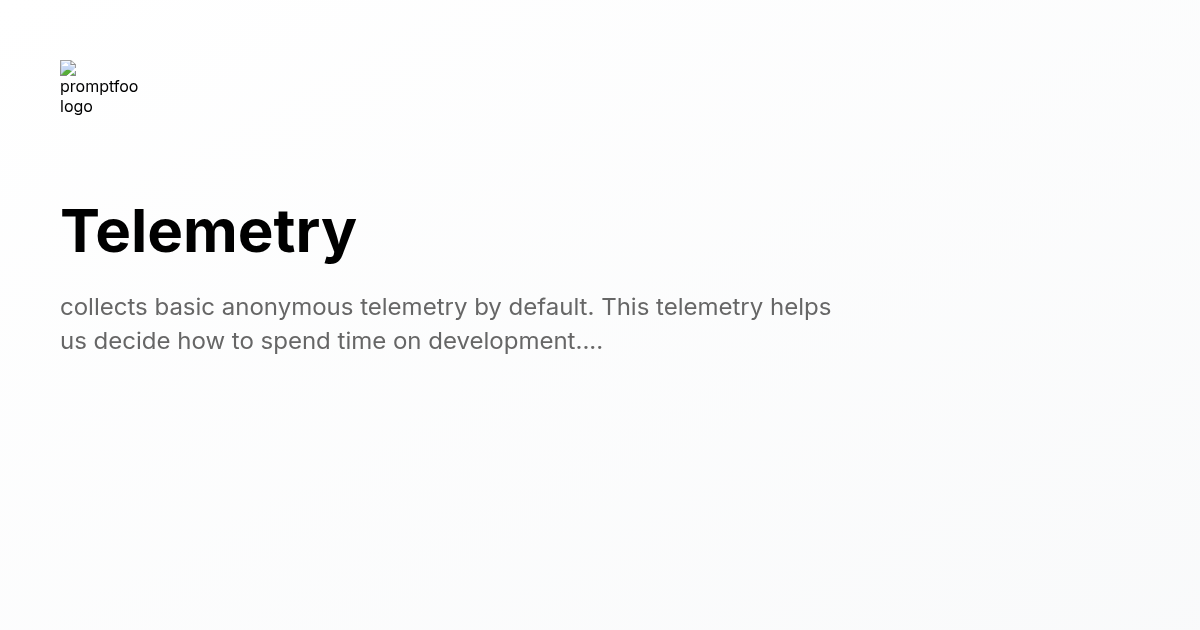 promptfoo
logo
Telemetry
collects basic anonymous telemetry by default. This telemetry helps
us decide how to spend time on development....